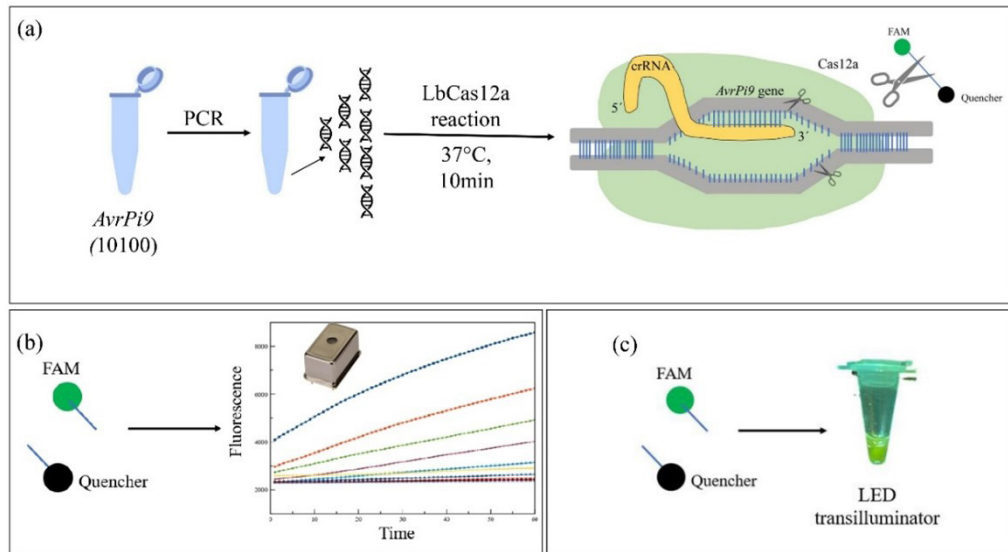 (a)
PCR
AvrPi9
(10100)
LbCas12a
reaction
37°C,
10min
crRNA
5´
AvrPi9 gene
3´
Cas12a
FAM
Quencher
(b)
FAM
Quencher
Fluorescence
8000
6000
4000
2000
0
10
20
30
40
50
60
Time
(c)
FAM
Quencher
LED
transilluminator